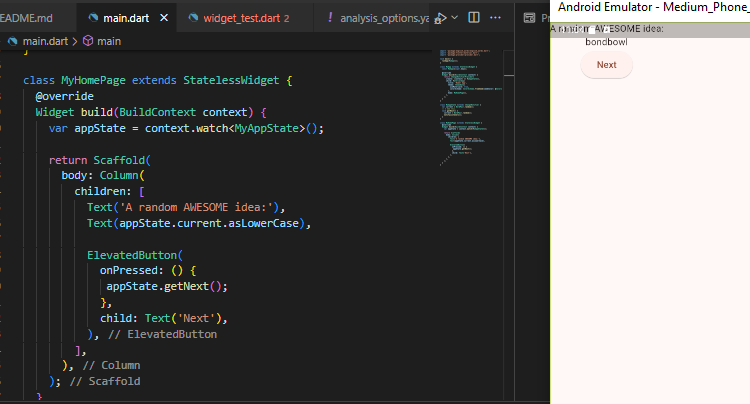 EADME.md
main.dart
widget_test.dart 2
analysis_options.ya
main.dart > main
}
class MyHomePage extends StatelessWidget {
@override
Widget build(BuildContext context) {
var appState = context.watch<MyAppState>();
return Scaffold(
body: Column(
children: [
Text('A random AWESOME idea:'),
Text(appState.current.asLowerCase),
ElevatedButton(
onPressed: () {
appState.getNext();
},
child: Text('Next'),
), // ElevatedButton
],
), // Column
); // Scaffold
}
Pr
Android Emulator - Medium_Phone_
A random AWESOME idea:
bondbowl
Next